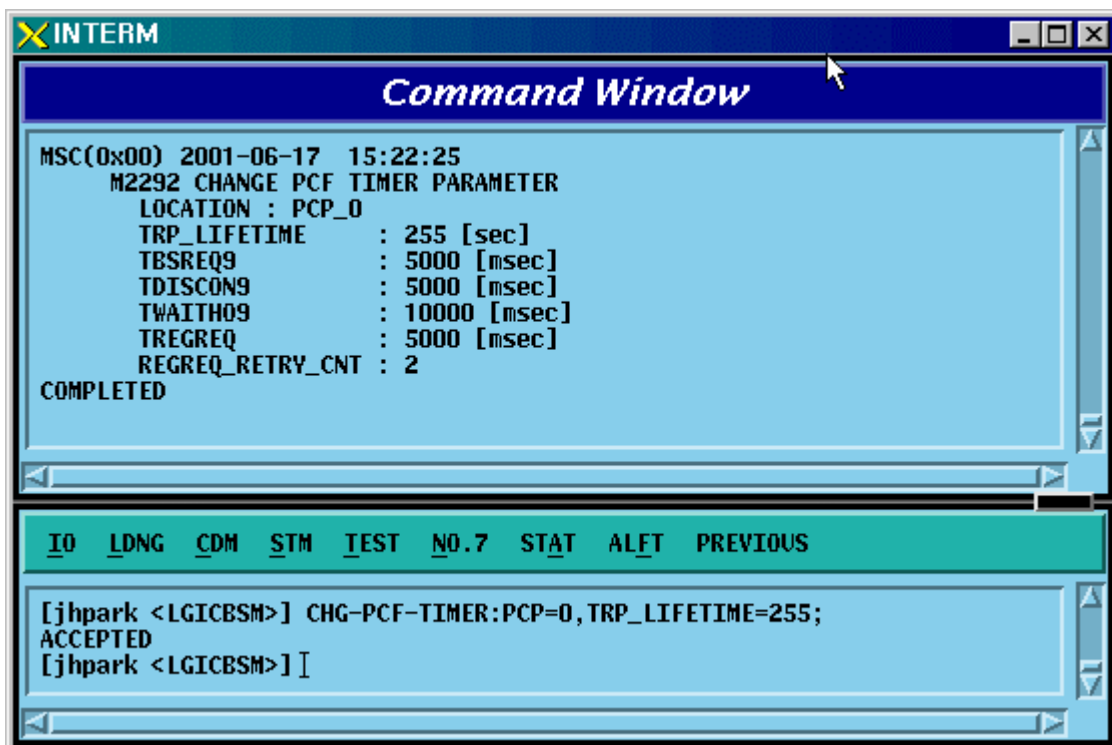 INTERM
Command Window
MSC(0x00) 2001-06-17 15:22:25
M2292 CHANGE PCF TIMER PARAMETER
LOCATION : PCP_0
TRP_LIFETIME : 255 [sec]
TBSREQ9 : 5000 [msec]
TDISCON9 : 5000 [msec]
TWAITHO9 : 10000 [msec]
TREGREQ : 5000 [msec]
REGREQ_RETRY_CNT : 2
COMPLETED
IO LDNG CDM STM TEST NO.7 STAT ALFT PREVIOUS
[jhpark <LGICBSM>] CHG-PCF-TIMER:PCP=0,TRP_LIFETIME=255;
ACCEPTED
[jhpark <LGICBSM>]